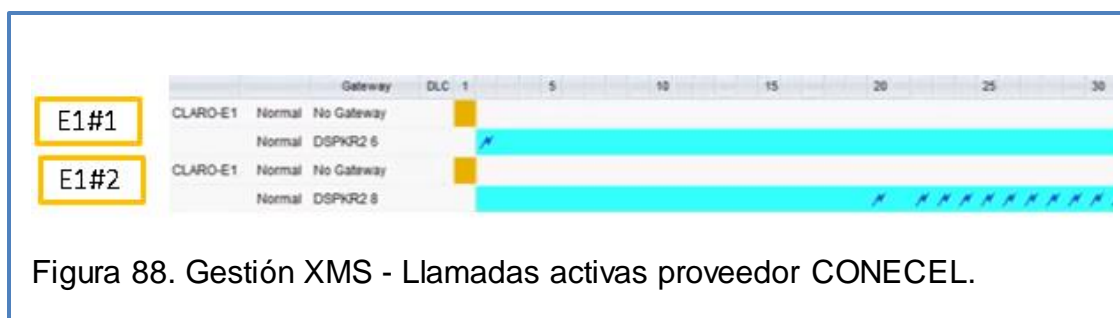 Gateway DLC 1 5 10 15 20 25 30
E1#1
CLARO-E1 Normal No Gateway
Normal DSPKR2 6
E1#2
CLARO-E1 Normal No Gateway
Normal DSPKR2 8
Figura 88. Gestión XMS - Llamadas activas proveedor CONECEL.